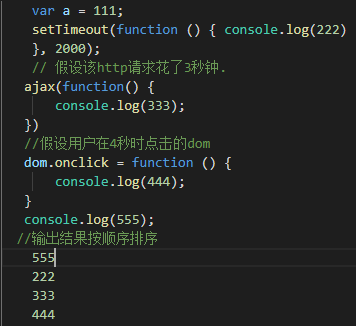 var a = 111;
setTimeout(function () { console.log(222)
}, 2000);
// 假设该http请求花了3秒钟.
ajax(function() {
console.log(333);
})
//假设用户在4秒时点击的dom
dom.onclick = function () {
console.log(444);
}
console.log(555);
//输出结果按顺序排序
555
222
333
444